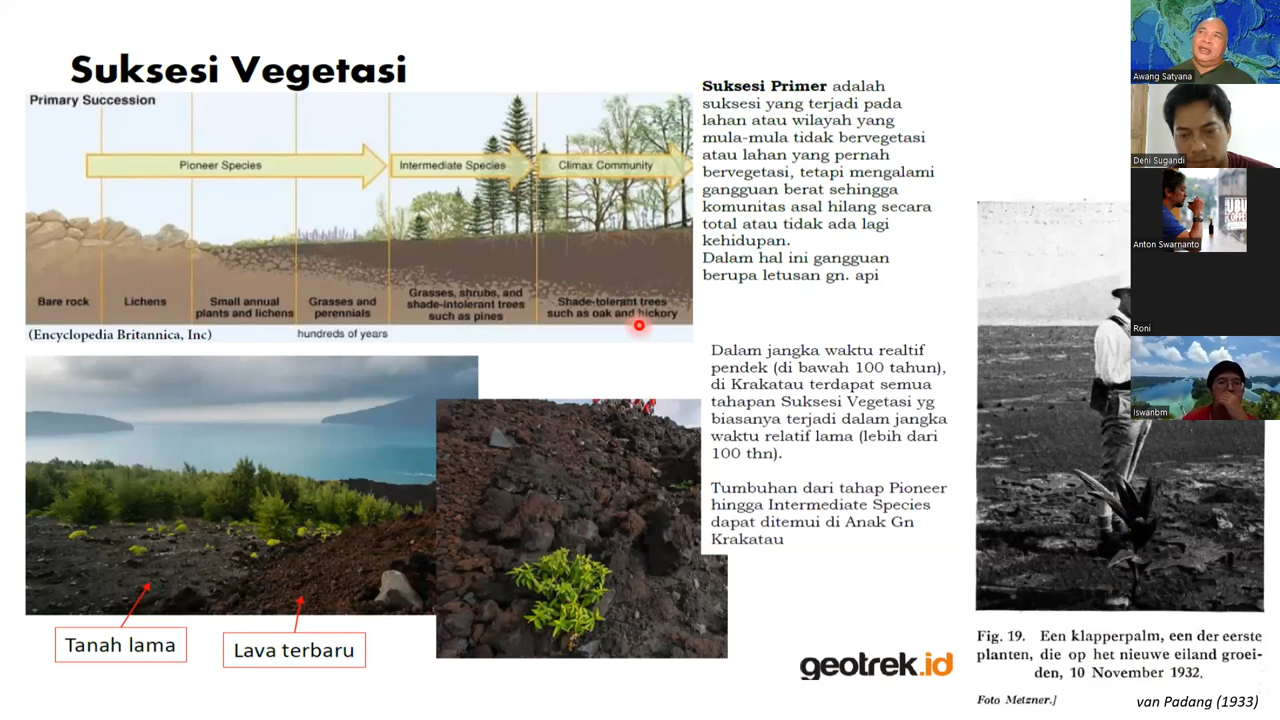 Suksesi Vegetasi
Primary Succession
Pioneer Species
Intermediate Species
Climax Community
Bare rock
Lichens
Small annual
plants and lichens
Grasses and
perennials
Grasses, shrubs, and
shade-intolerant trees
such as pines
Shade-tolerant trees
such as oak and hickory
(Encyclopedia Britannica, Inc)
hundreds of years
Suksesi Primer adalah
suksesi yang terjadi pada
lahan atau wilayah yang
mula-mula tidak bervegetasi
atau lahan yang pernah
bervegetasi, tetapi mengalami
gangguan berat sehingga
komunitas asal hilang secara
total atau tidak ada lagi
kehidupan.
Dalam hal ini gangguan
berupa letusan gn. api
Dalam jangka waktu realtif
pendek (di bawah 100 tahun),
di Krakatau terdapat semua
tahapan Suksesi Vegetasi yg
biasanya terjadi dalam jangka
waktu relatif lama (lebih dari
100 thn).
Tumbuhan dari tahap Pioneer
hingga Intermediate Species
dapat ditemui di Anak Gn
Krakatau
Tanah lama
Lava terbaru
geotrek.id
Fig. 19. Een klapperpalm, een der eerste
planten, die op het nieuwe eiland groei-
den, 10 November 1932.
Foto Metzner.]
van Padang (1933)
Awang Satyana
Deni Sugandi
Anton Swarnanto
Roni
Iswanbm